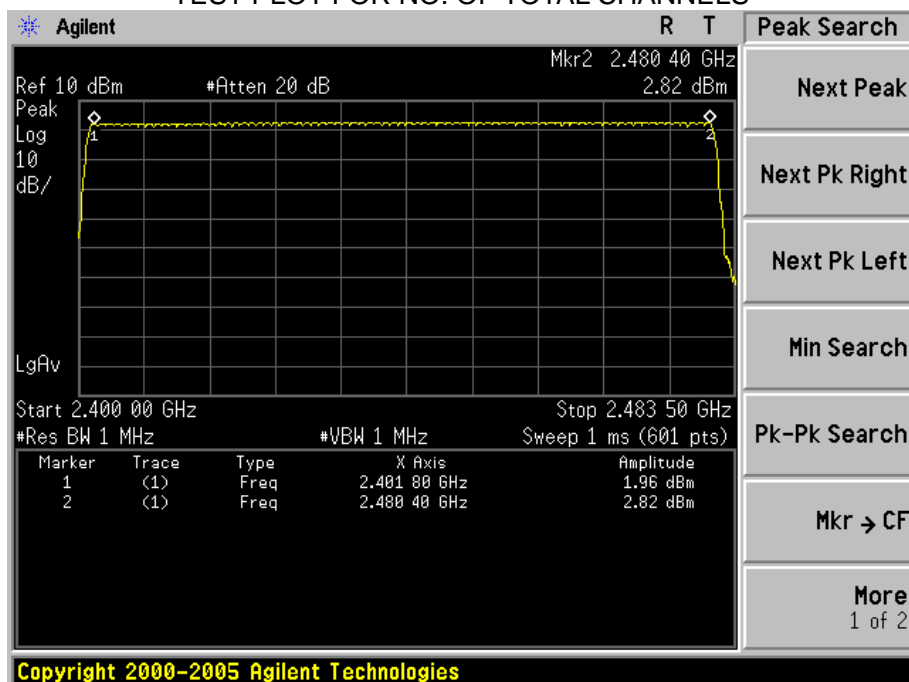 TEST PLOT FOR NO. OF TOTAL CHANNELS
Agilent R T Peak Search
Mkr2 2.480 40 GHz
Ref 10 dBm #Atten 20 dB 2.82 dBm
Peak
Log
10
dB/
1
2
LgAv
Start 2.400 00 GHz Stop 2.483 50 GHz
#Res BW 1 MHz #VBW 1 MHz Sweep 1 ms (601 pts)
Marker Trace Type X Axis Amplitude
1 (1) Freq 2.401 80 GHz 1.96 dBm
2 (1) Freq 2.480 40 GHz 2.82 dBm
Next Peak
Next Pk Right
Next Pk Left
Min Search
Pk-Pk Search
Mkr → CF
More
1 of 2
Copyright 2000-2005 Agilent Technologies